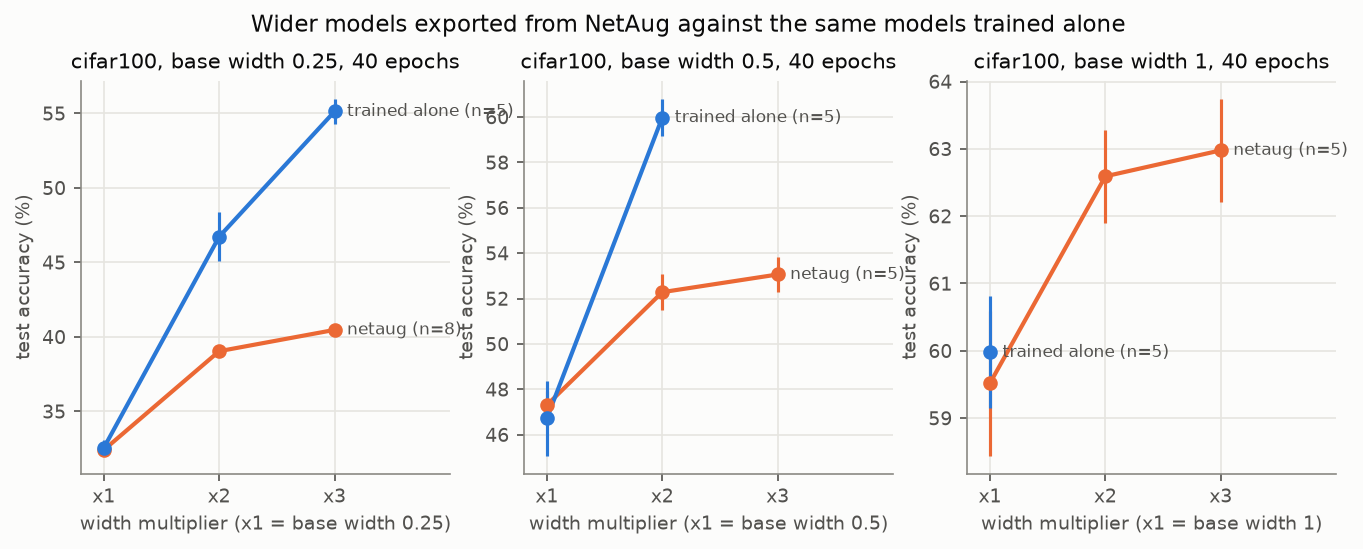 Wider models exported from NetAug against the same models trained alone
cifar100, base width 0.25, 40 epochs
test accuracy (%)
55
50
45
40
35
trained alone (n=5)
netaug (n=8)
x1
x2
x3
width multiplier (x1 = base width 0.25)
cifar100, base width 0.5, 40 epochs
test accuracy (%)
60
58
56
54
52
50
48
46
trained alone (n=5)
netaug (n=5)
x1
x2
x3
width multiplier (x1 = base width 0.5)
cifar100, base width 1, 40 epochs
test accuracy (%)
64
63
62
61
60
59
netaug (n=5)
trained alone (n=5)
x1
x2
x3
width multiplier (x1 = base width 1)